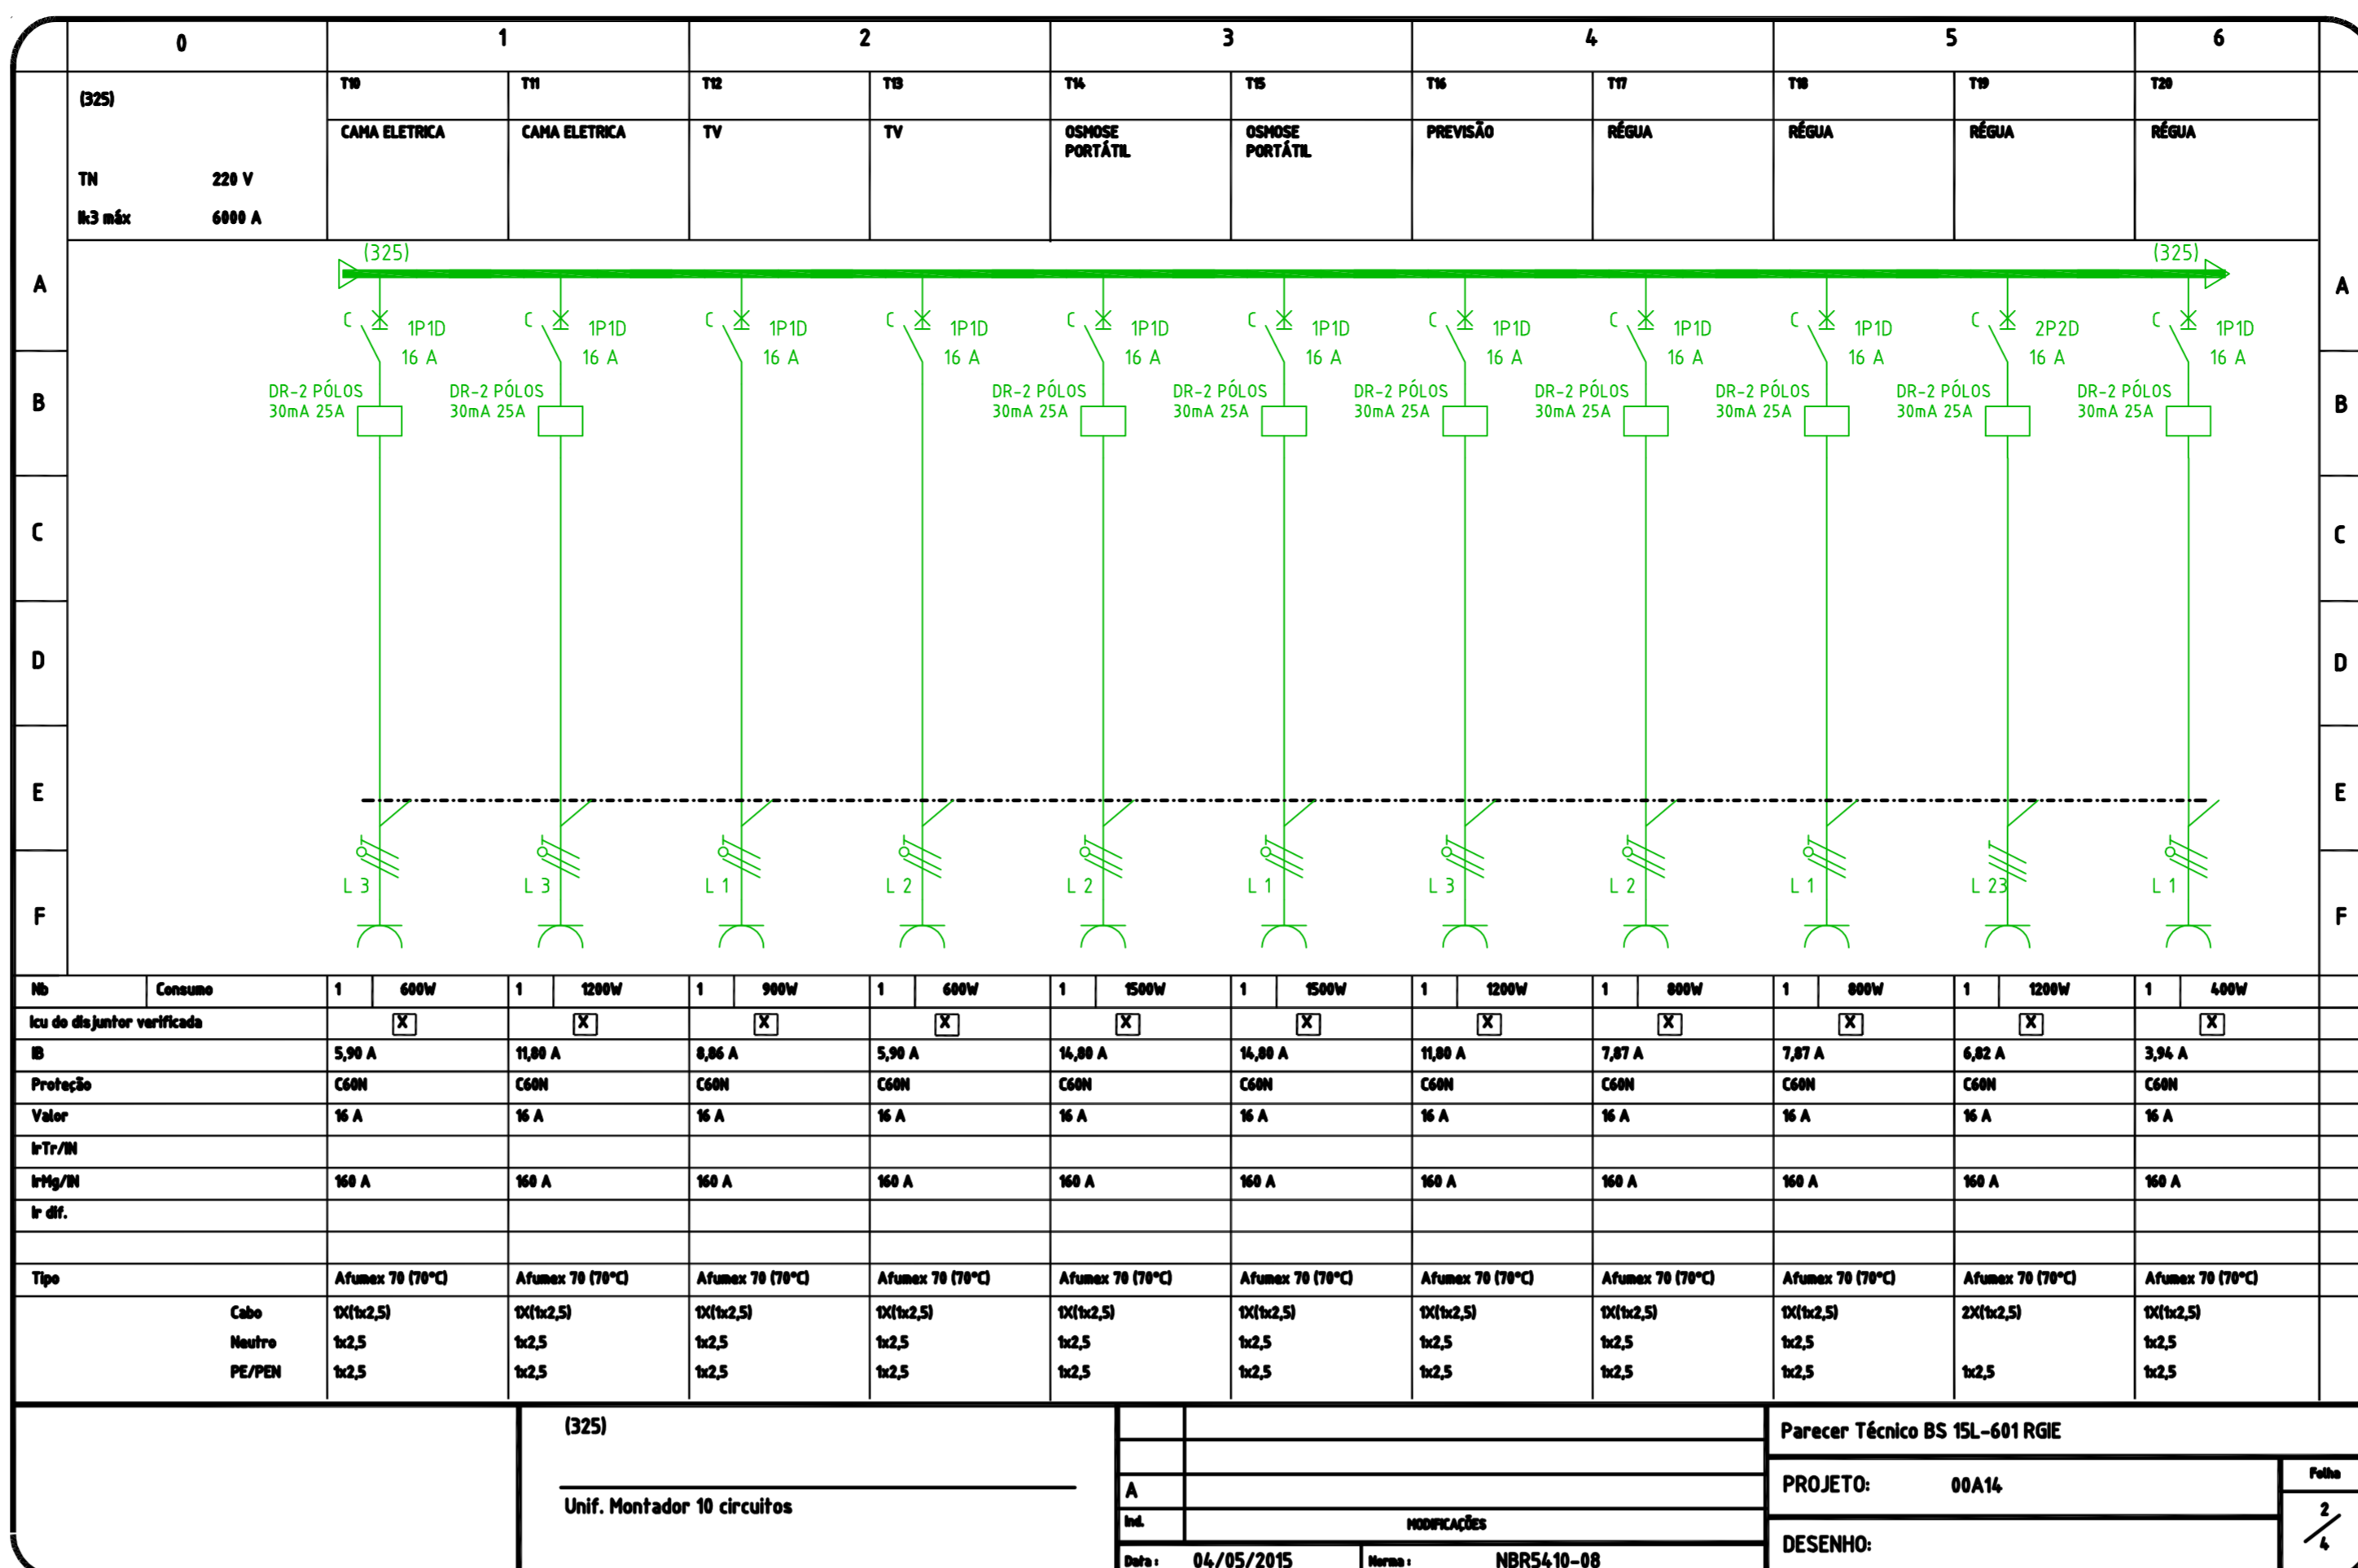 0 1 2 3 4 5 6
(325) T10 T11 T12 T13 T14 T15 T16 T17 T18 T19 T20
CAMA ELETRICA CAMA ELETRICA TV TV OSMOSE PORTÁTIL OSMOSE PORTÁTIL PREVISÃO RÉGUA RÉGUA RÉGUA RÉGUA
TN 220 V
Ik3 máx 6000 A
(325) (325)
A A
C 1P1D C 1P1D C 1P1D C 1P1D C 1P1D C 1P1D C 1P1D C 1P1D C 1P1D C 2P2D C 1P1D
16 A 16 A 16 A 16 A 16 A 16 A 16 A 16 A 16 A 16 A 16 A
DR-2 PÓLOS DR-2 PÓLOS DR-2 PÓLOS DR-2 PÓLOS DR-2 PÓLOS DR-2 PÓLOS DR-2 PÓLOS DR-2 PÓLOS DR-2 PÓLOS
B 30mA 25A 30mA 25A 30mA 25A 30mA 25A 30mA 25A 30mA 25A 30mA 25A 30mA 25A 30mA 25A B
C C
D D
E E
L 3 L 3 L 1 L 2 L 2 L 1 L 3 L 2 L 1 L 23 L 1
F F
Nb Consumo 1 600W 1 1200W 1 900W 1 600W 1 1500W 1 1500W 1 1200W 1 800W 1 800W 1 1200W 1 400W
Icu do disjuntor verificada X X X X X X X X X X X
IB 5,90 A 11,80 A 8,86 A 5,90 A 14,80 A 14,80 A 11,80 A 7,87 A 7,87 A 6,82 A 3,94 A
Proteção C60N C60N C60N C60N C60N C60N C60N C60N C60N C60N C60N
Valor 16 A 16 A 16 A 16 A 16 A 16 A 16 A 16 A 16 A 16 A 16 A
IrTr/IN
IrMg/IN 160 A 160 A 160 A 160 A 160 A 160 A 160 A 160 A 160 A 160 A 160 A
Ir dif.
Tipo Afumex 70 (70°C) Afumex 70 (70°C) Afumex 70 (70°C) Afumex 70 (70°C) Afumex 70 (70°C) Afumex 70 (70°C) Afumex 70 (70°C) Afumex 70 (70°C) Afumex 70 (70°C) Afumex 70 (70°C) Afumex 70 (70°C)
Cabo 1X(1x2,5) 1X(1x2,5) 1X(1x2,5) 1X(1x2,5) 1X(1x2,5) 1X(1x2,5) 1X(1x2,5) 1X(1x2,5) 1X(1x2,5) 2X(1x2,5) 1X(1x2,5)
Neutro 1x2,5 1x2,5 1x2,5 1x2,5 1x2,5 1x2,5 1x2,5 1x2,5 1x2,5 1x2,5
PE/PEN 1x2,5 1x2,5 1x2,5 1x2,5 1x2,5 1x2,5 1x2,5 1x2,5 1x2,5 1x2,5 1x2,5
(325)
Unif. Montador 10 circuitos
A
Ind. MODIFICAÇÕES
Data : 04/05/2015 Norma : NBR5410-08
Parecer Técnico BS 15L-601 RGIE
PROJETO: 00A14
DESENHO:
Folha
2/4